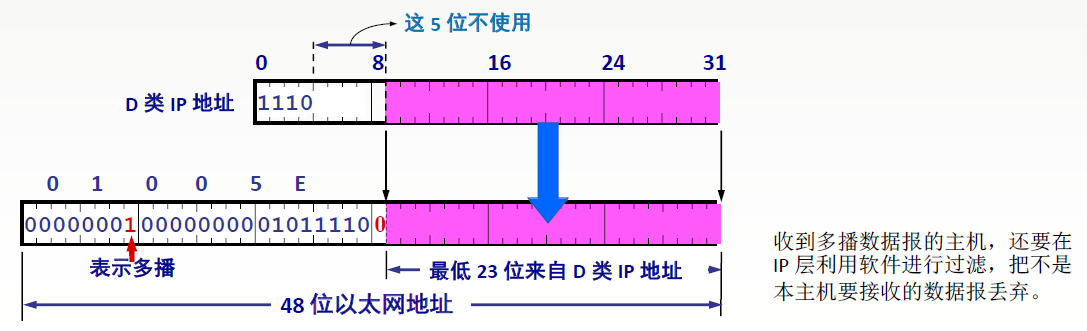 这 5 位不使用
0 8 16 24 31
D 类 IP 地址
1110
0 1 0 0 5 E
00000001 00000000 01011110 0
表示多播
最低 23 位来自 D 类 IP 地址
48 位以太网地址
收到多播数据报的主机，还要在
IP 层利用软件进行过滤，把不是
本主机要接收的数据报丢弃。